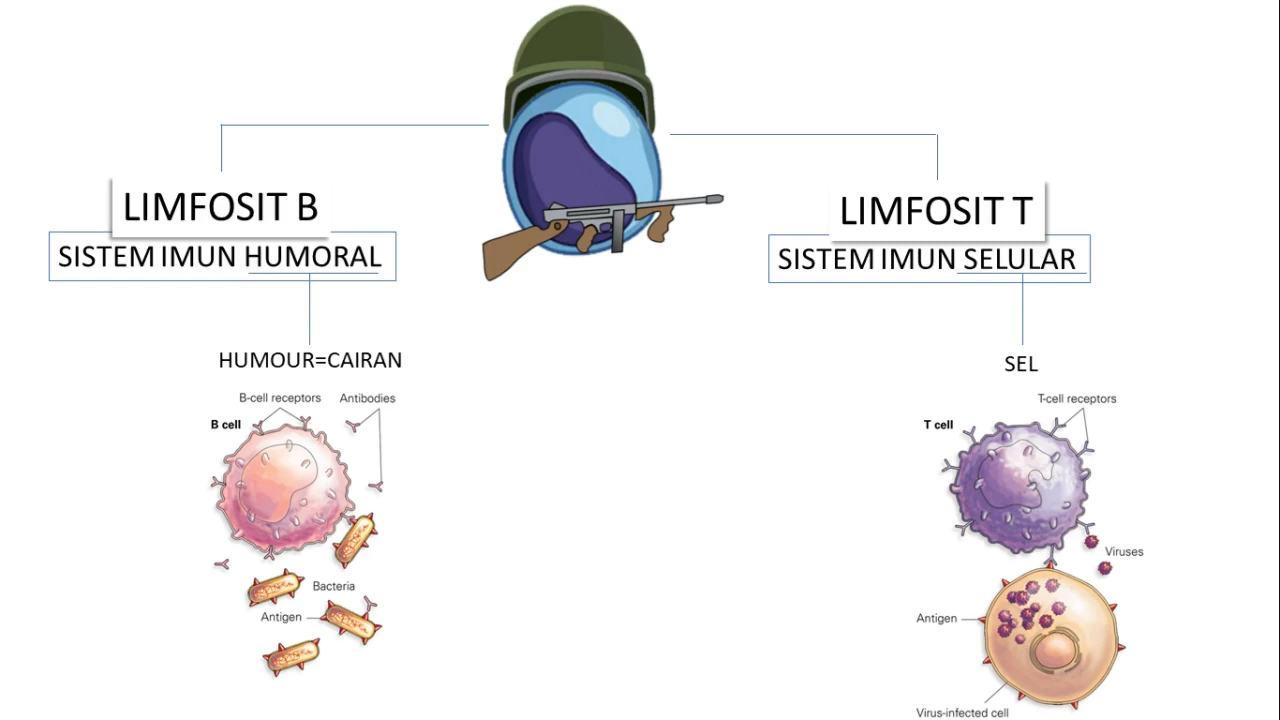 LIMFOSIT B
SISTEM IMUN HUMORAL
HUMOUR=CAIRAN
B-cell receptors
Antibodies
B cell
Bacteria
Antigen
LIMFOSIT T
SISTEM IMUN SELULAR
SEL
T-cell receptors
T cell
Viruses
Antigen
Virus-infected cell